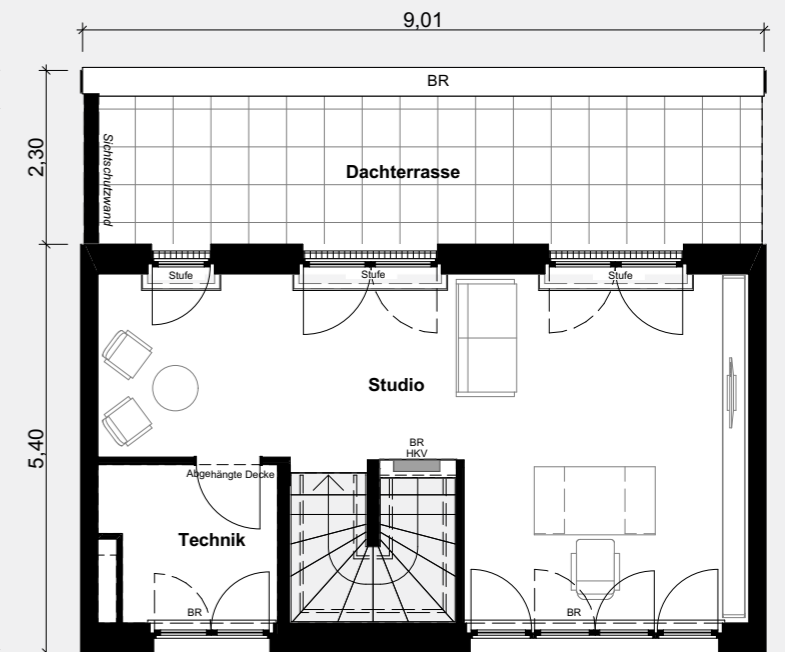 9,01
BR
2,30
Sichtschutzwand
Dachterrasse
Stufe
Stufe
Stufe
Studio
5,40
BR
HKV
Abgehängte Decke
Technik
BR
BR